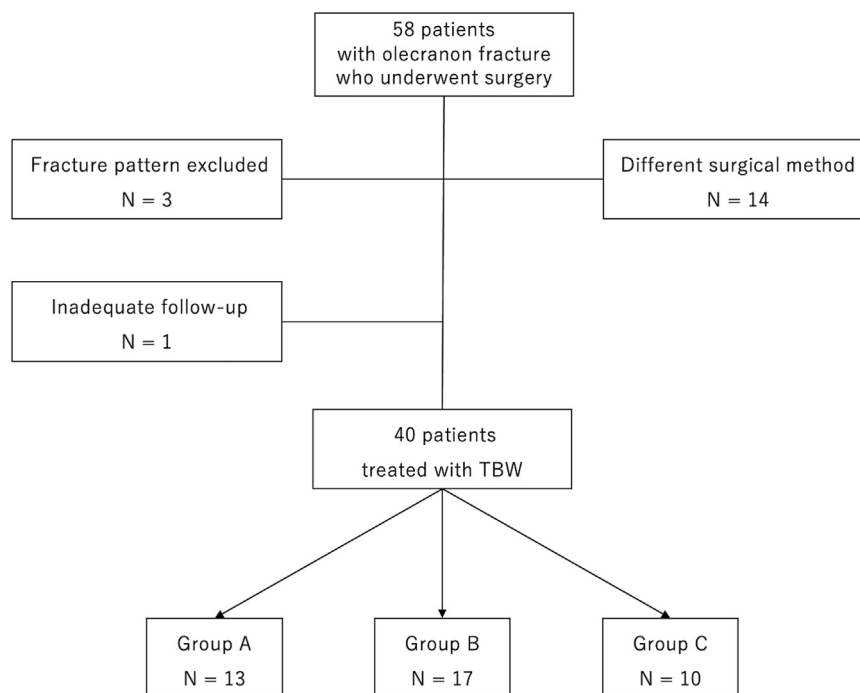 58 patients
with olecranon fracture
who underwent surgery
Fracture pattern excluded
N = 3
Different surgical method
N = 14
Inadequate follow-up
N = 1
40 patients
treated with TBW
Group A
N = 13
Group B
N = 17
Group C
N = 10